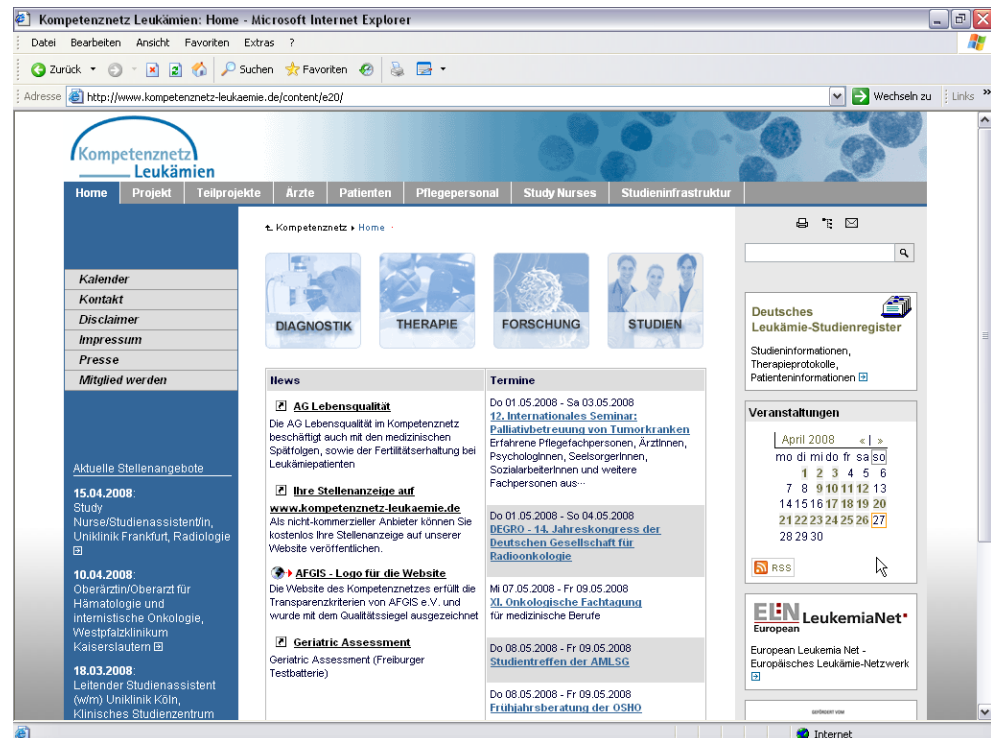 Kompetenznetz Leukämien: Home - Microsoft Internet Explorer
Datei Bearbeiten Ansicht Favoriten Extras ?
Zurück Suchen Favoriten
Adresse http://www.kompetenznetz-leukaemie.de/content/e20/ Wechseln zu Links »
Kompetenznetz
Leukämien
Home Projekt Teilprojekte Ärzte Patienten Pflegepersonal Study Nurses Studieninfrastruktur
Kompetenznetz Home
Kalender
Kontakt
Disclaimer
Impressum
Presse
Mitglied werden
Aktuelle Stellenangebote
15.04.2008:
Study
Nurse/Studienassistent/in,
Uniklinik Frankfurt, Radiologie
10.04.2008:
Oberärztin/Oberarzt für
Hämatologie und
internistische Onkologie,
Westpfalzklinikum
Kaiserslautern
18.03.2008:
Leitender Studienassistent
(w/m) Uniklinik Köln,
Klinisches Studienzentrum
DIAGNOSTIK THERAPIE FORSCHUNG STUDIEN
News
AG Lebensqualität
Die AG Lebensqualität im Kompetenznetz
beschäftigt auch mit den medizinischen
Spätfolgen, sowie der Fertilitätserhaltung bei
Leukämiepatienten
Ihre Stellenanzeige auf
www.kompetenznetz-leukaemie.de
Als nicht-kommerzieller Anbieter können Sie
kostenlos Ihre Stellenanzeige auf unserer
Website veröffentlichen.
AFGIS - Logo für die Website
Die Website des Kompetenznetzes erfüllt die
Transparenzkriterien von AFGIS e.V. und
wurde mit dem Qualitätssiegel ausgezeichnet
Geriatric Assessment
Geriatric Assessment (Freiburger
Testbatterie)
Termine
Do 01.05.2008 - Sa 03.05.2008
12. Internationales Seminar:
Palliativbetreuung von Tumorkranken
Erfahrene Pflegefachpersonen, ÄrztInnen,
PsychologInnen, SeelsorgerInnen,
SozialarbeiterInnen und weitere
Fachpersonen aus···
Do 01.05.2008 - So 04.05.2008
DEGRO - 14. Jahreskongress der
Deutschen Gesellschaft für
Radioonkologie
Mi 07.05.2008 - Fr 09.05.2008
XI. Onkologische Fachtagung
für medizinische Berufe
Do 08.05.2008 - Fr 09.05.2008
Studientreffen der AMLSG
Do 08.05.2008 - Fr 09.05.2008
Frühjahrsberatung der OSHO
Deutsches
Leukämie-Studienregister
Studieninformationen,
Therapieprotokolle,
Patienteninformationen
Veranstaltungen
April 2008 « | »
mo di mi do fr sa so
1 2 3 4 5 6
7 8 9 10 11 12 13
14 15 16 17 18 19 20
21 22 23 24 25 26 27
28 29 30
RSS
ELN LeukemiaNet
European
European Leukemia Net -
Europäisches Leukämie-Netzwerk
GEFÖRDERT VOM
Internet